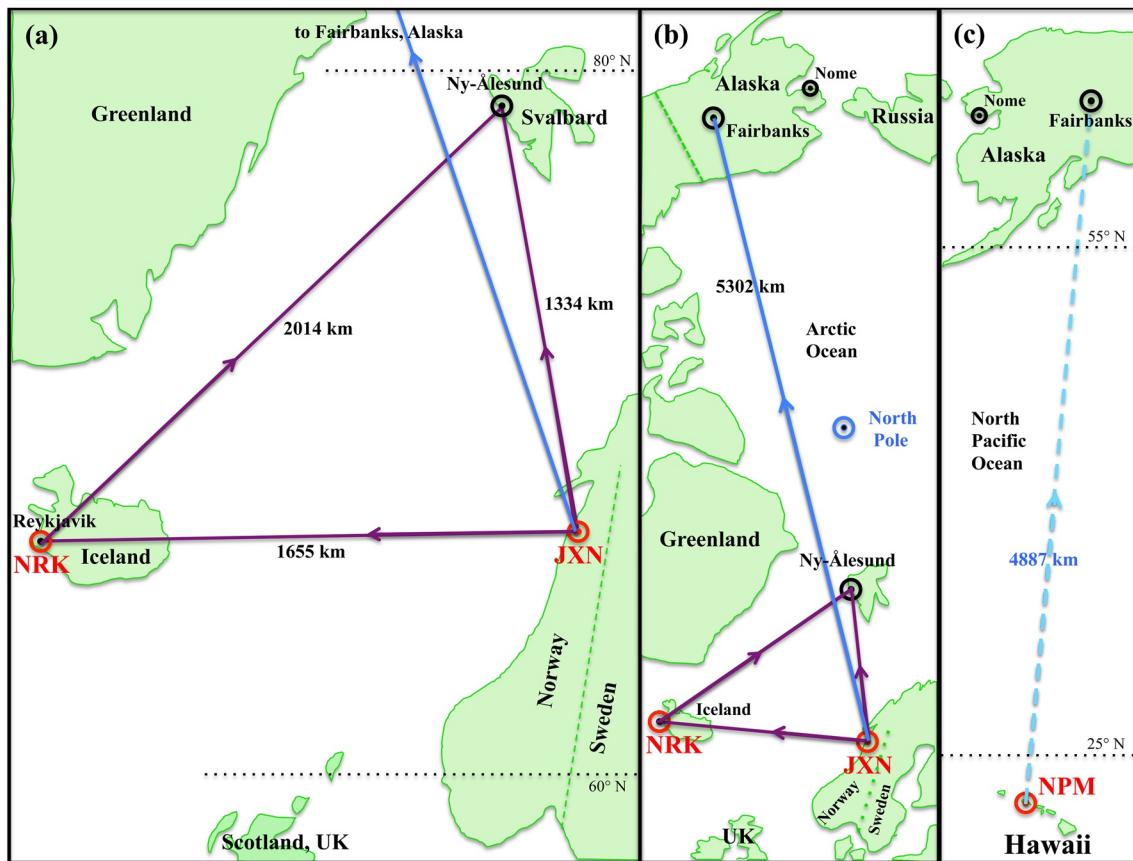 (a)
to Fairbanks, Alaska
80° N
Ny-Ålesund
Greenland
Svalbard
1334 km
2014 km
Reykjavik
NRK
Iceland
1655 km
JXN
Norway
Sweden
60° N
Scotland, UK
(b)
Alaska
Nome
Fairbanks
Russia
5302 km
Arctic
Ocean
North
Pole
Greenland
Ny-Ålesund
Iceland
NRK
JXN
Norway
Sweden
UK
(c)
Nome
Fairbanks
Alaska
55° N
North
Pacific
Ocean
4887 km
25° N
NPM
Hawaii